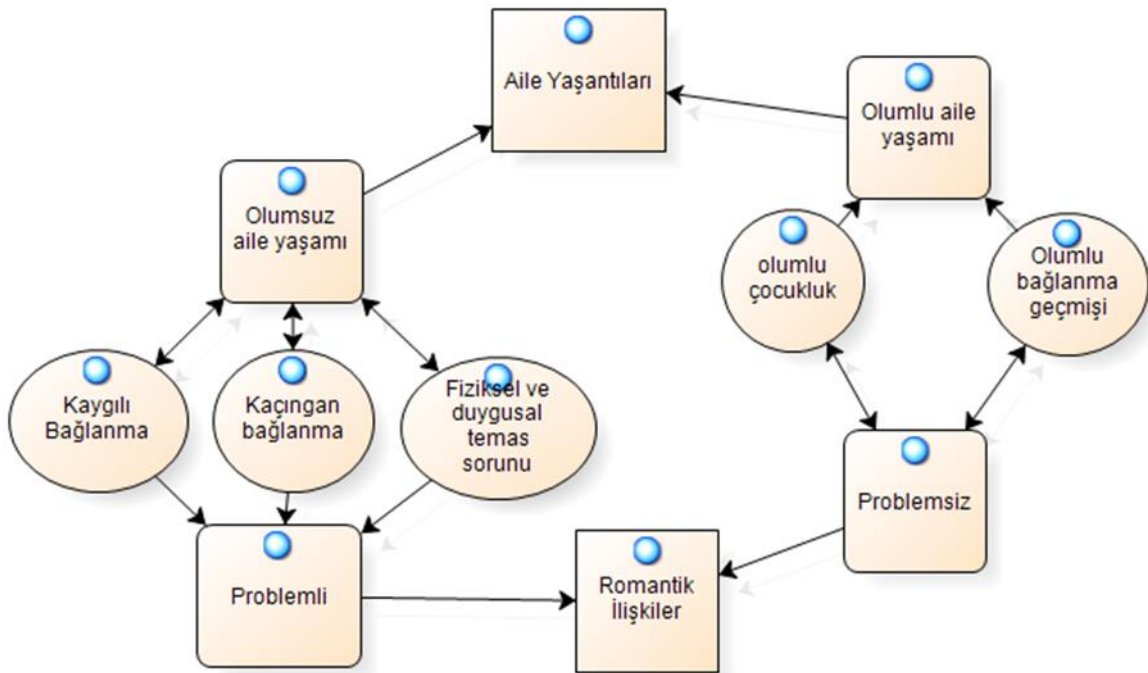 Aile Yaşantıları
Olumlu aile
yaşamı
Olumsuz
aile yaşamı
olumlu
çocukluk
Olumlu
bağlanma
geçmişi
Kaygılı
Bağlanma
Kaçıngan
bağlanma
Fiziksel ve
duygusal
temas
sorunu
Problemsiz
Problemli
Romantik
İlişkiler